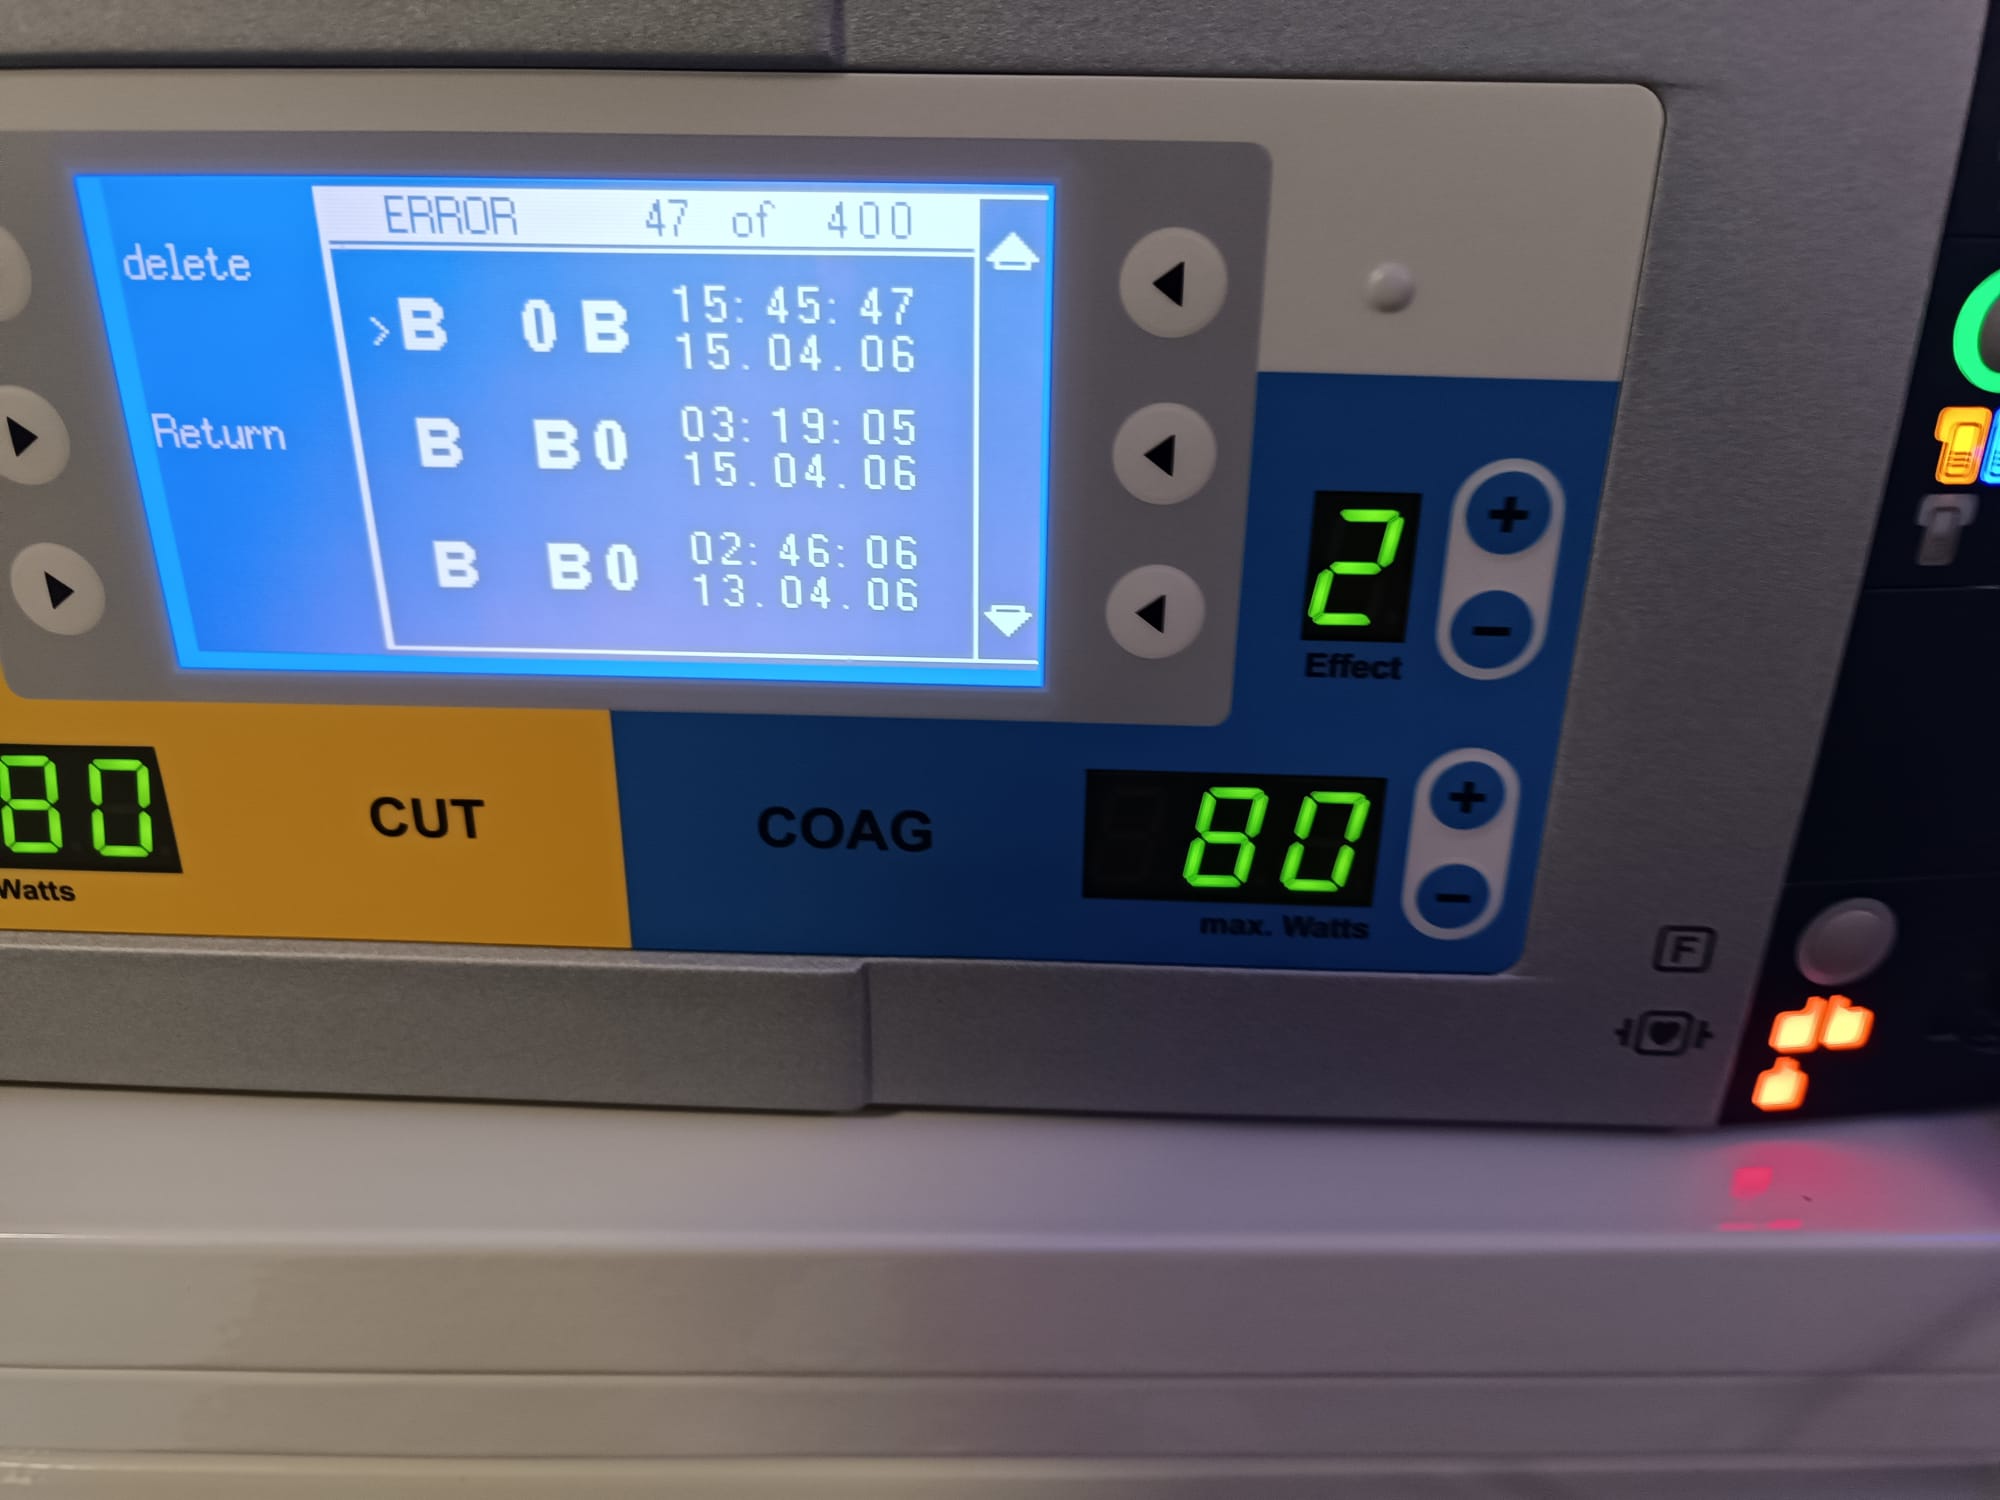 ERROR 47 of 400
delete
>B 0B 15:45:47
15.04.06
Return
B B0 03:19:05
15.04.06
B B0 02:46:06
13.04.06
2
+
-
Effect
80
Watts
CUT
COAG
80
+
-
max. Watts
F